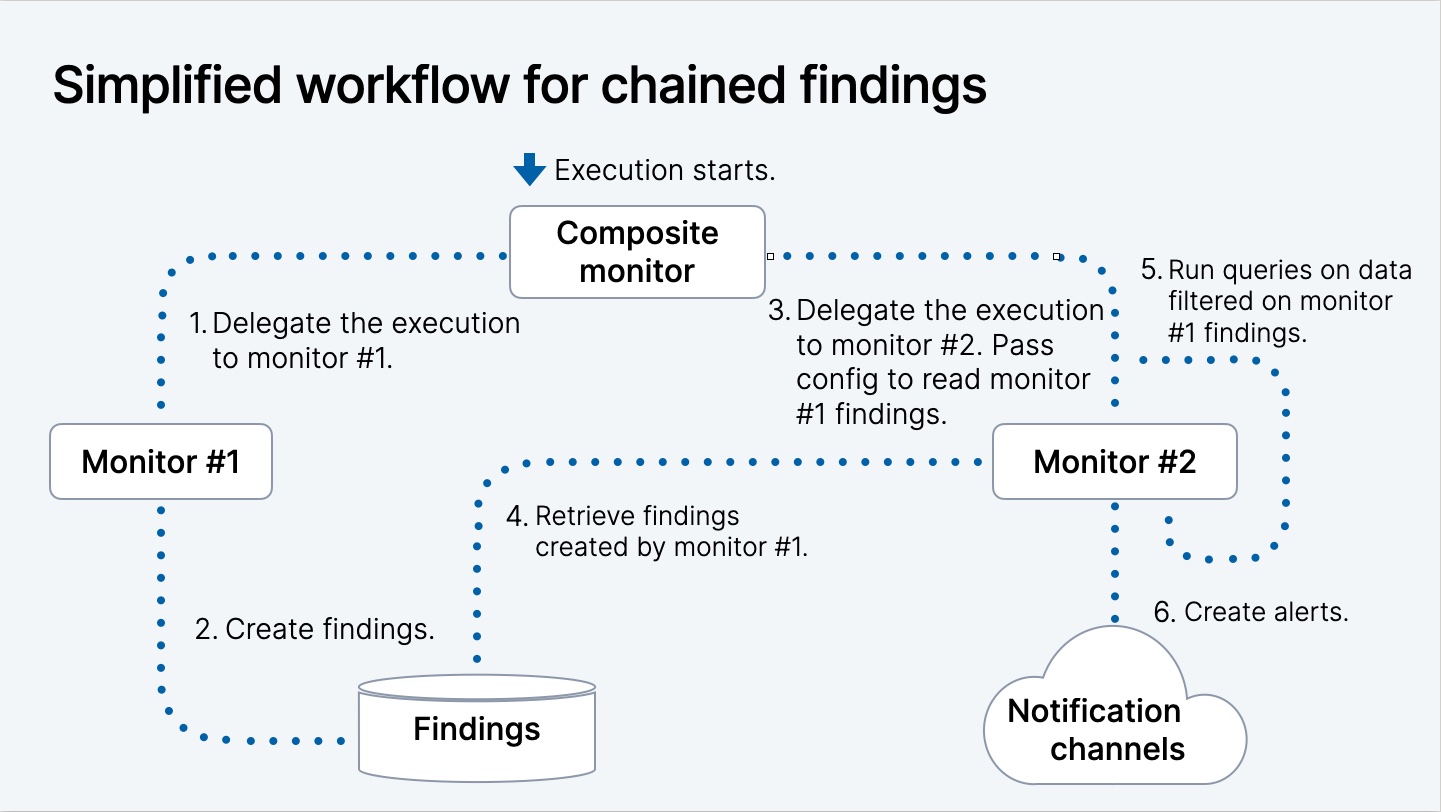 Simplified workflow for chained findings
Execution starts.
Composite
monitor
1. Delegate the execution
to monitor #1.
3. Delegate the execution
to monitor #2. Pass
config to read monitor
#1 findings.
5. Run queries on data
filtered on monitor
#1 findings.
Monitor #1
Monitor #2
4. Retrieve findings
created by monitor #1.
2. Create findings.
6. Create alerts.
Findings
Notification
channels